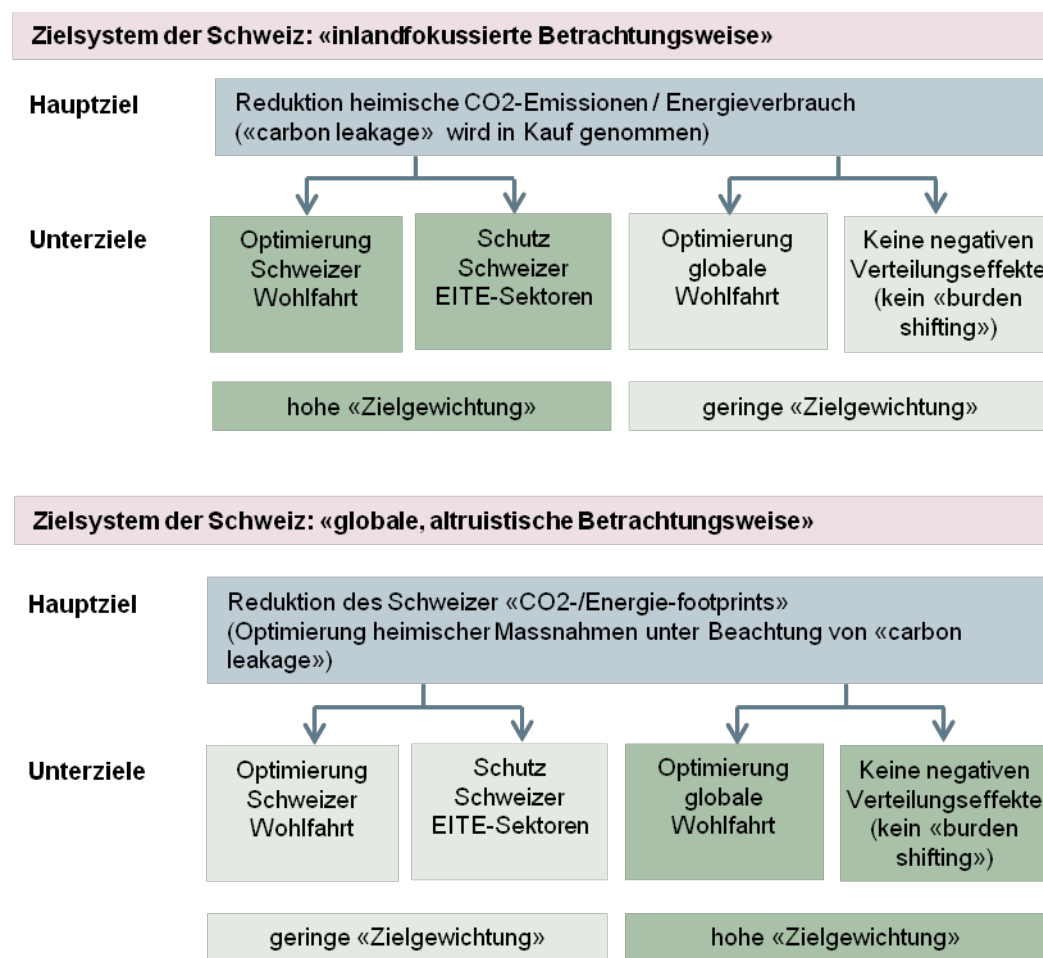 Zielsystem der Schweiz: «inlandfokussierte Betrachtungsweise»
Hauptziel
Reduktion heimische CO2-Emissionen / Energieverbrauch
(«carbon leakage» wird in Kauf genommen)
Unterziele
Optimierung
Schweizer
Wohlfahrt
Schutz
Schweizer
EITE-Sektoren
Optimierung
globale
Wohlfahrt
Keine negativen
Verteilungseffekte
(kein «burden
shifting»)
hohe «Zielgewichtung»
geringe «Zielgewichtung»
Zielsystem der Schweiz: «globale, altruistische Betrachtungsweise»
Hauptziel
Reduktion des Schweizer «CO2-/Energie-footprints»
(Optimierung heimischer Massnahmen unter Beachtung von «carbon
leakage»)
Unterziele
Optimierung
Schweizer
Wohlfahrt
Schutz
Schweizer
EITE-Sektoren
Optimierung
globale
Wohlfahrt
Keine negativen
Verteilungseffekte
(kein «burden
shifting»)
geringe «Zielgewichtung»
hohe «Zielgewichtung»